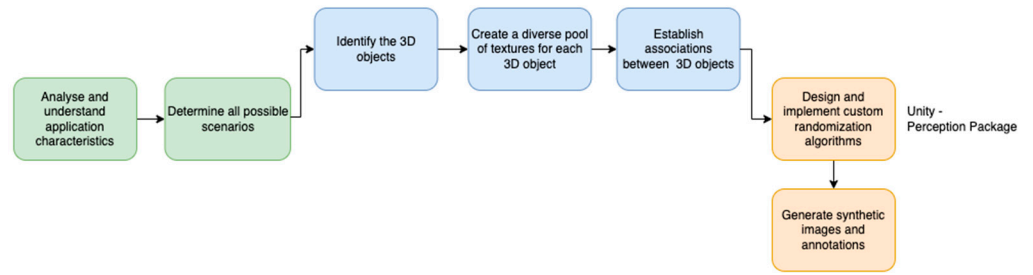 Analyse and
understand
application
characteristics
Determine all possible
scenarios
Identify the 3D
objects
Create a diverse pool
of textures for each
3D object
Establish
associations
between 3D objects
Design and
implement custom
randomization
algorithms
Unity -
Perception Package
Generate synthetic
images and
annotations